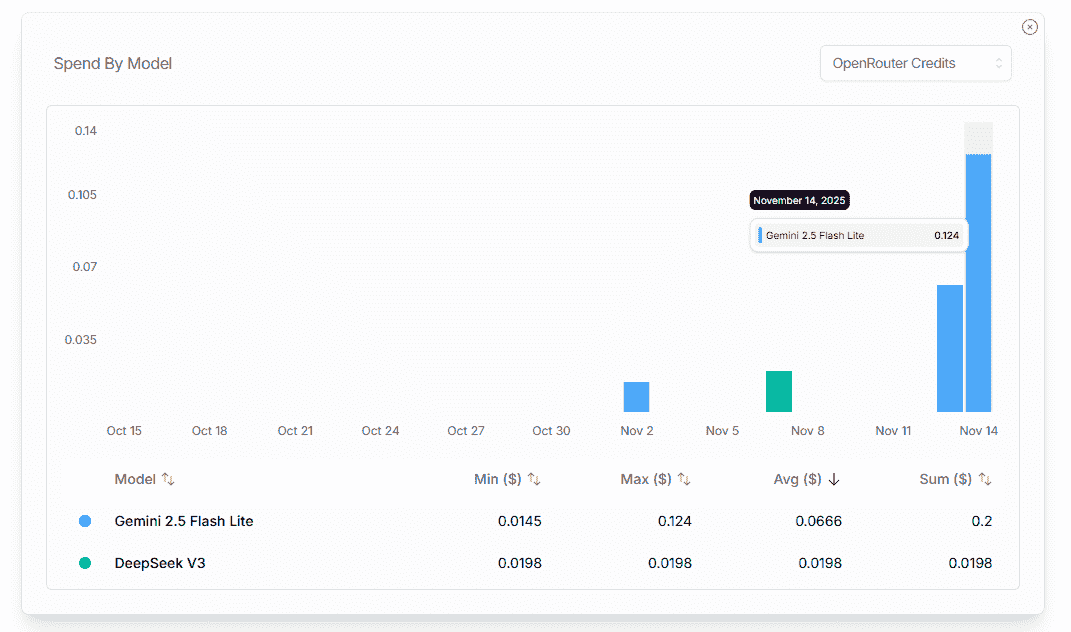 Spend By Model
OpenRouter Credits
0.14
0.105
0.07
0.035
November 14, 2025
Gemini 2.5 Flash Lite 0.124
Oct 15 Oct 18 Oct 21 Oct 24 Oct 27 Oct 30 Nov 2 Nov 5 Nov 8 Nov 11 Nov 14
Model Min ($) Max ($) Avg ($) Sum ($)
Gemini 2.5 Flash Lite 0.0145 0.124 0.0666 0.2
DeepSeek V3 0.0198 0.0198 0.0198 0.0198